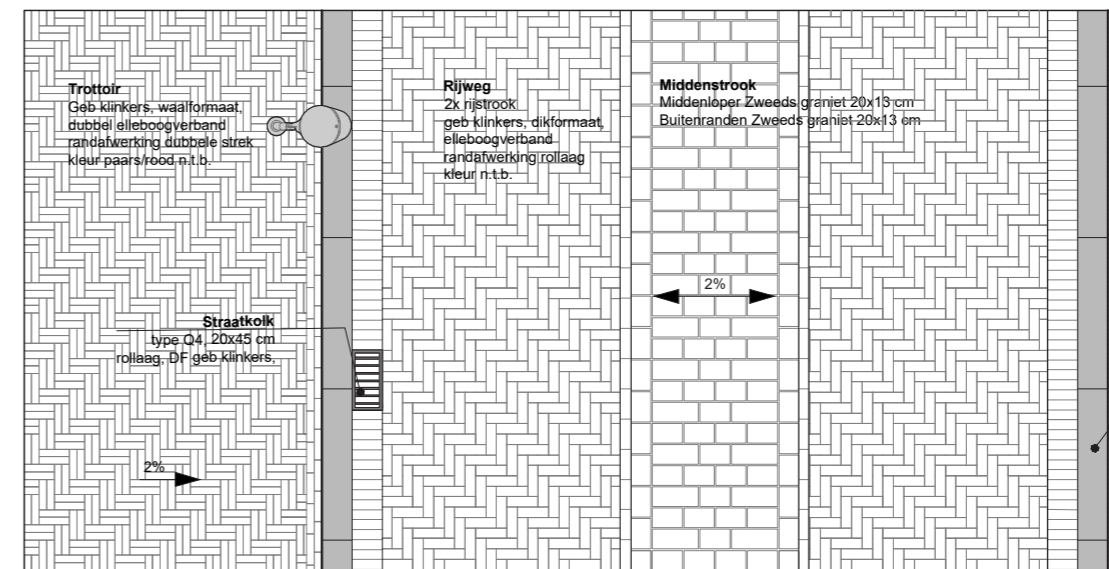 Trottoir
Geb klinkers, waalformaat,
dubbel elleboogverband
randafwerking dubbele strek
kleur paars/rood n.t.b.
Rijweg
2x rijstrook
geb klinkers, dikformaat,
elleboogverband
randafwerking rollaag
kleur n.t.b.
Middenstrook
Middenloper Zweeds graniet 20x13 cm
Buitenranden Zweeds graniet 20x13 cm
2%
Straatkolk
type Q4, 20x45 cm
rollaag, DF geb klinkers,
2%